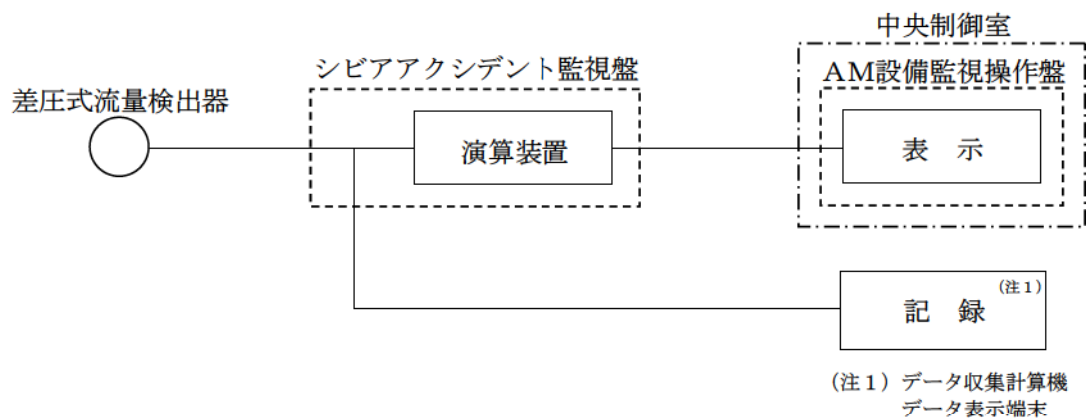 中央制御室
シビアアクシデント監視盤
AM設備監視操作盤
差圧式流量検出器
演算装置
表 示
(注1)
記 録
(注1) データ収集計算機
データ表示端末